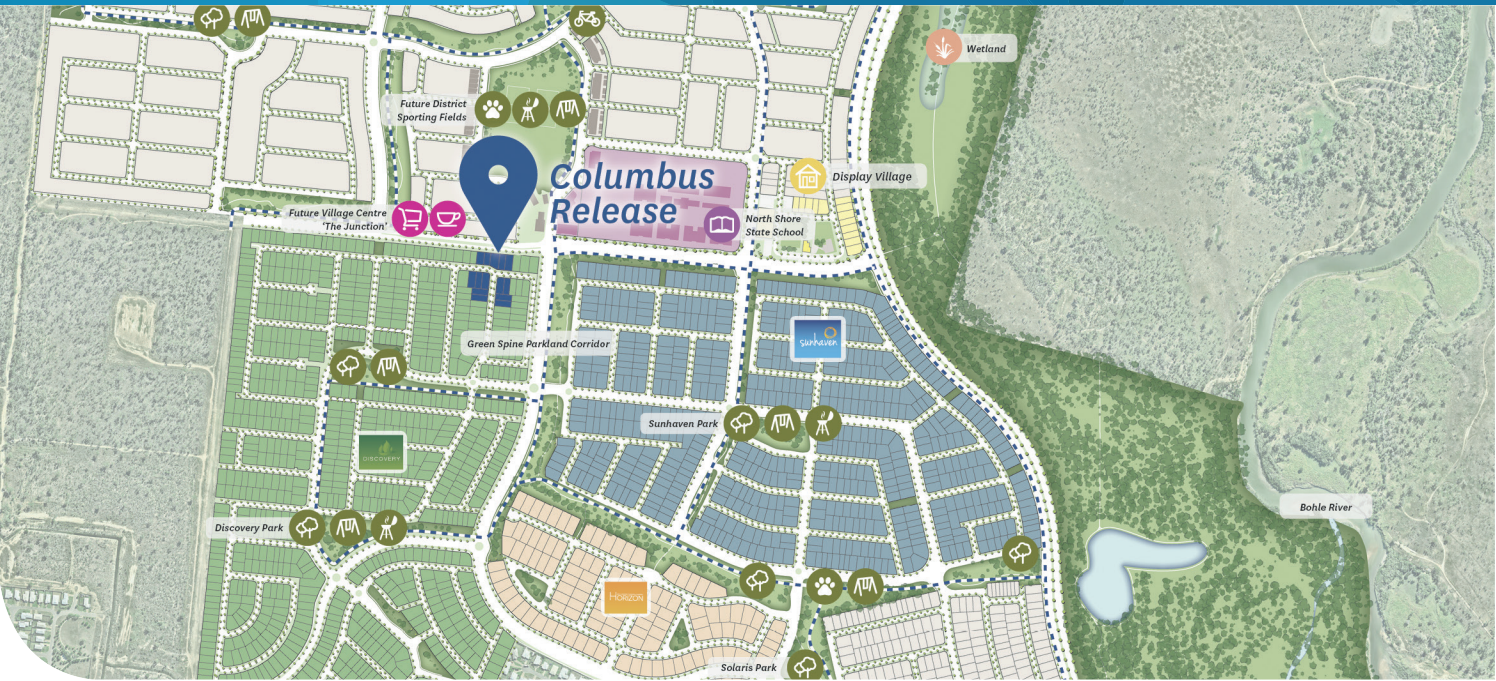 Wetland
Future District
Sporting Fields
Columbus
Release
Display Village
Future Village Centre
'The Junction'
North Shore
State School
Green Spine Parkland Corridor
sunhaven
Sunhaven Park
DISCOVERY
Discovery Park
Bohle River
HORIZON
Solaris Park